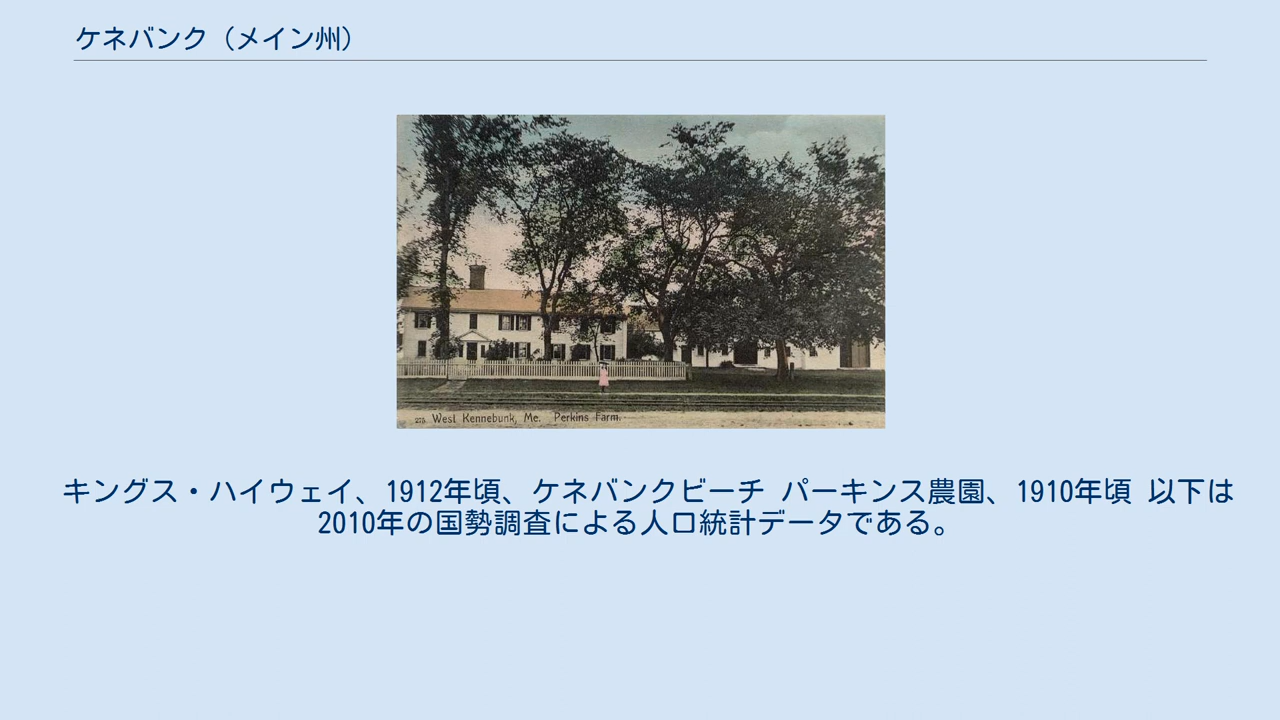 ケネバンク（メイン州）
275 West Kennebunk, Me. Perkins Farm.
キングス・ハイウェイ、1912年頃、ケネバンクビーチ パーキンス農園、1910年頃 以下は
2010年の国勢調査による人口統計データである。